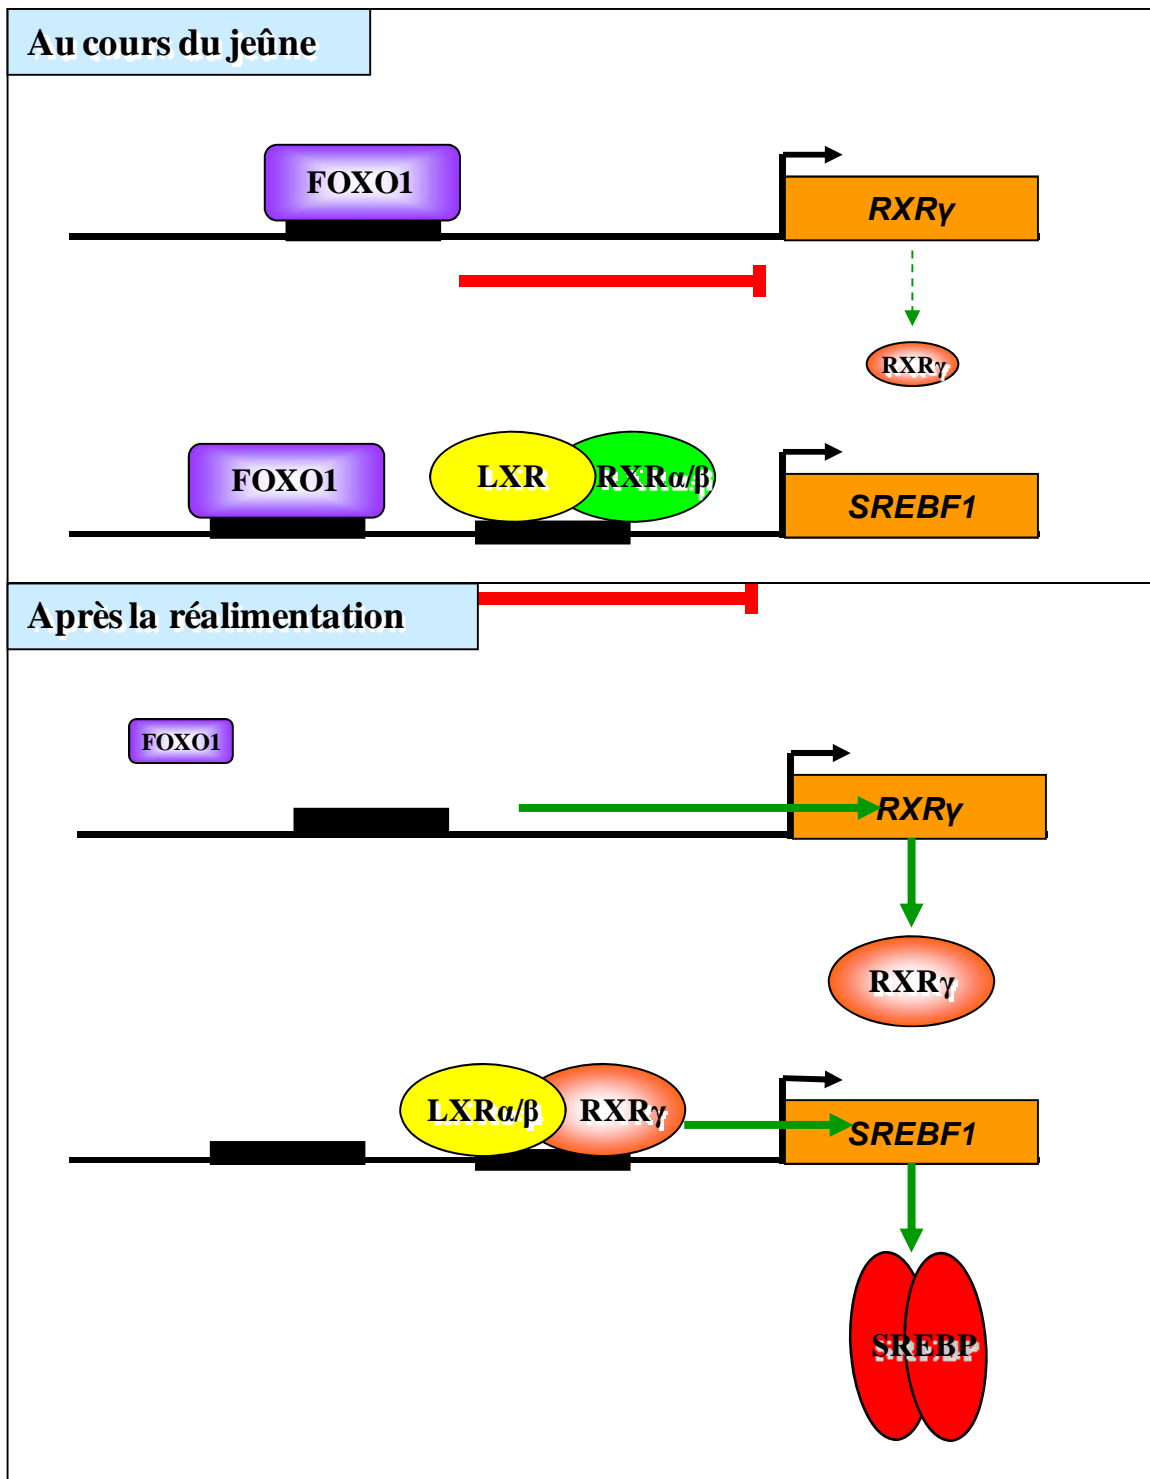 Au cours du jeûne
FOXO1
RXRγ
RXRγ
FOXO1
LXR
RXRα/β
SREBF1
Après la réalimentation
FOXO1
RXRγ
RXRγ
LXRα/β
RXRγ
SREBF1
SREBP